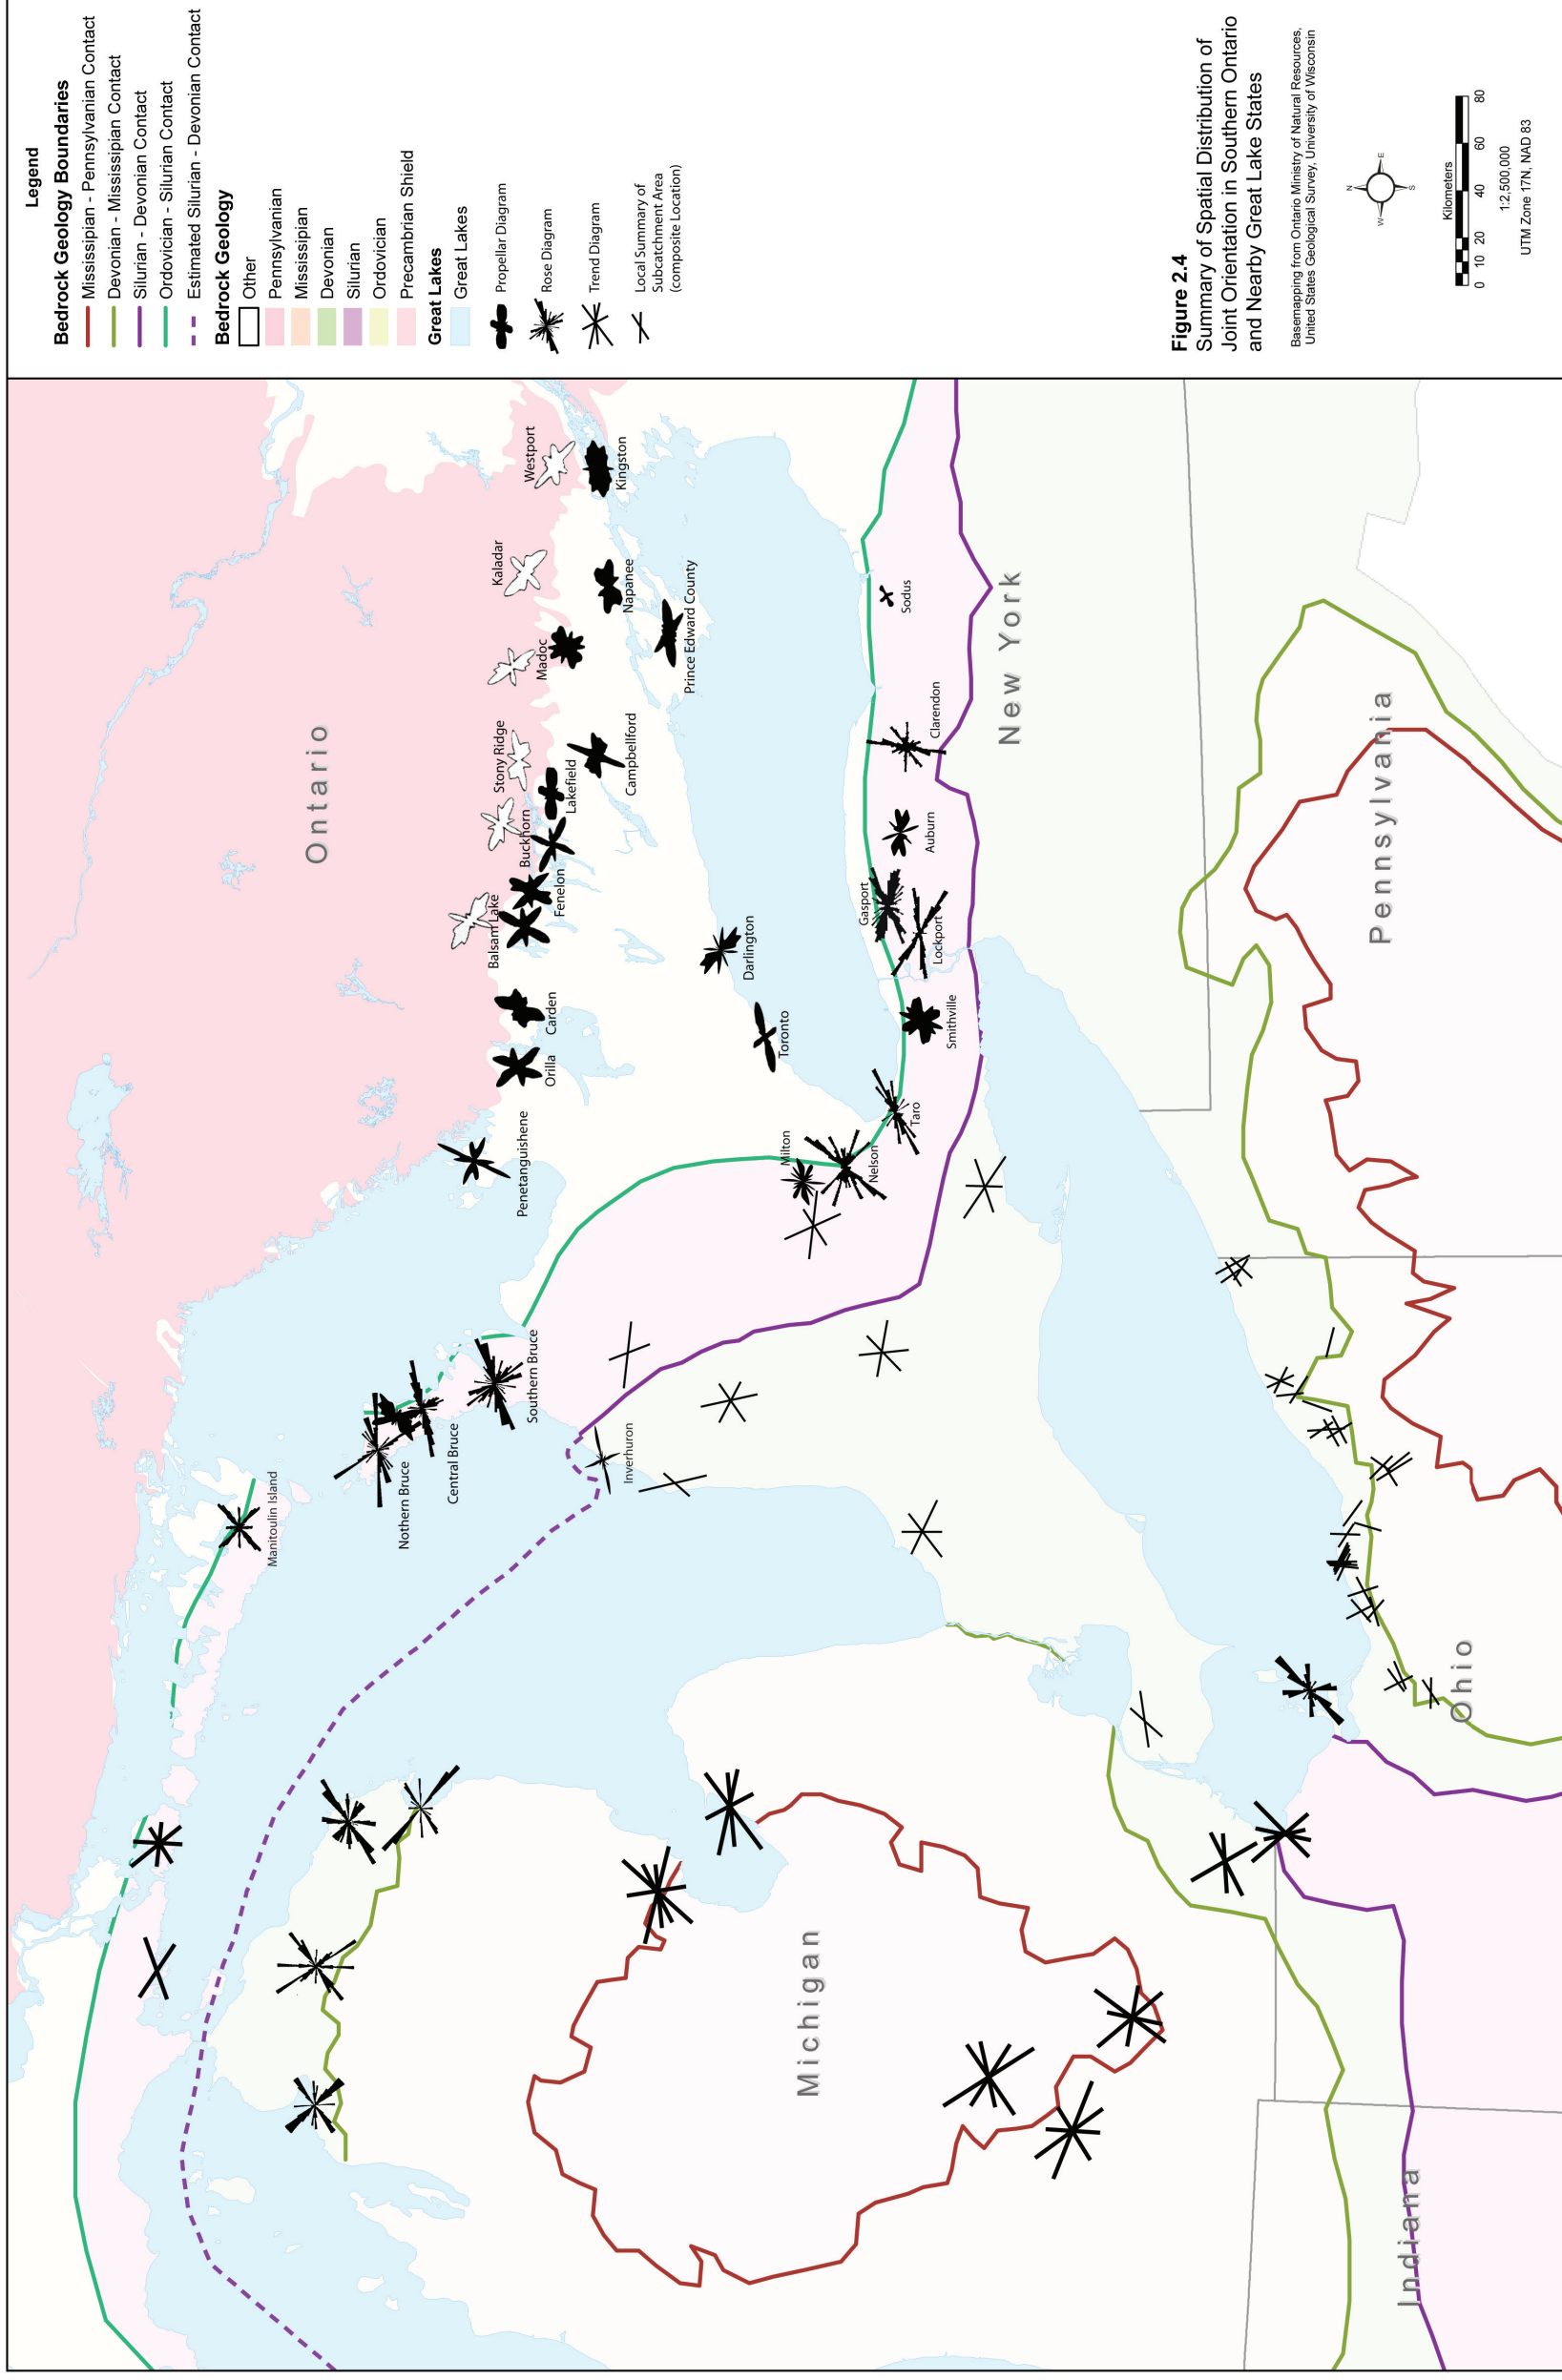 Legend
Bedrock Geology Boundaries
Missisipian - Pennsylvanian Contact
Devonian - Mississipian Contact
Silurian - Devonian Contact
Ordovician - Silurian Contact
Estimated Silurian - Devonian Contact
Bedrock Geology
Other
Pennsylvanian
Mississipian
Devonian
Silurian
Ordovician
Precambrian Shield
Great Lakes
Great Lakes
Propellar Diagram
Rose Diagram
Trend Diagram
Local Summary of
Subcatchment Area
(composite Location)
Figure 2.4
Summary of Spatial Distribution of
Joint Orientation in Southern Ontario
and Nearby Great Lake States
Basemapping from Ontario Ministry of Natural Resources,
United States Geological Survey, University of Wisconsin
N
W
E
S
Kilometers
0 10 20 40 60 80
1:2,500,000
UTM Zone 17N, NAD 83
Ontario
Westport
Kingston
Kaladar
Napanee
Madoc
Prince Edward County
Stony Ridge
Lakefield
Campbellford
Buckhorn
Fenelon
Balsam Lake
Carden
Orilla
Penetanguishene
Darlington
Toronto
Milton
Nelson
Taro
Smithville
Gasport
Lockport
Auburn
Clarendon
Sodus
New York
Manitoulin Island
Nothern Bruce
Central Bruce
Southern Bruce
Inverhuron
Michigan
Pennsylvania
Ohio
Indiana